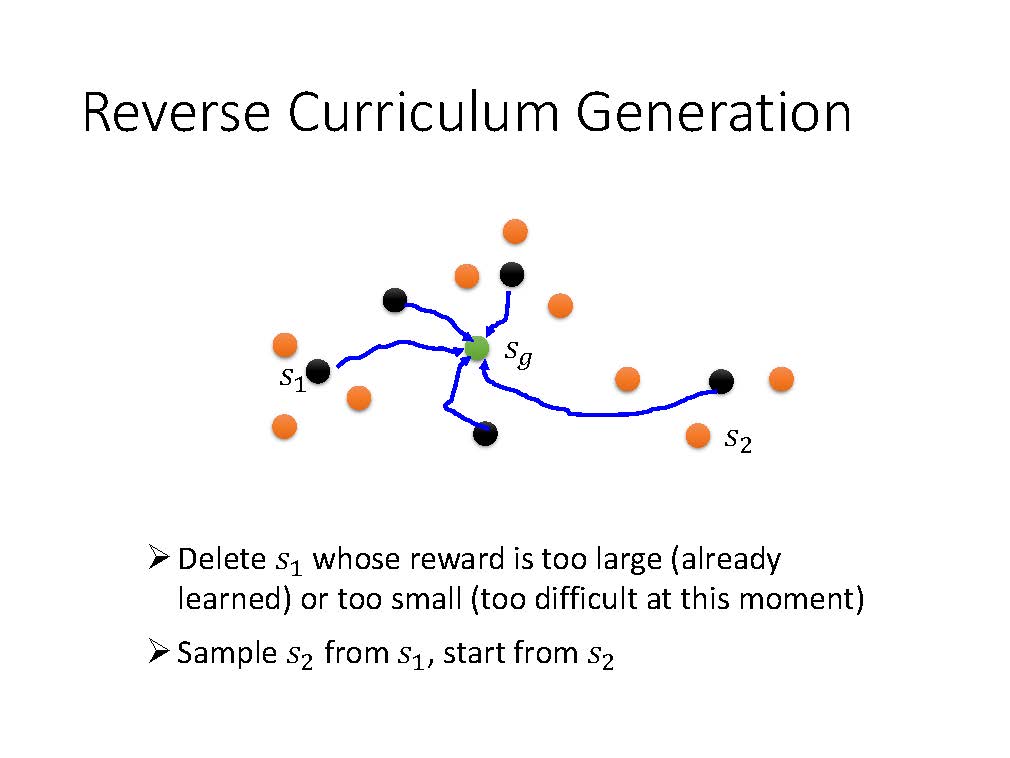 Reverse Curriculum Generation
s_g
s_1
s_2
➢ Delete s_1 whose reward is too large (already
learned) or too small (too difficult at this moment)
➢ Sample s_2 from s_1, start from s_2